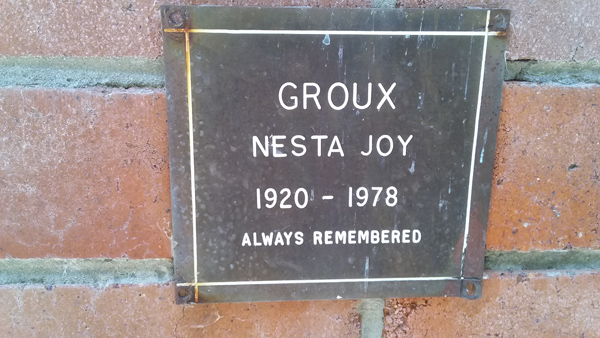 GROUX
NESTA JOY
1920 - 1978
ALWAYS REMEMBERED